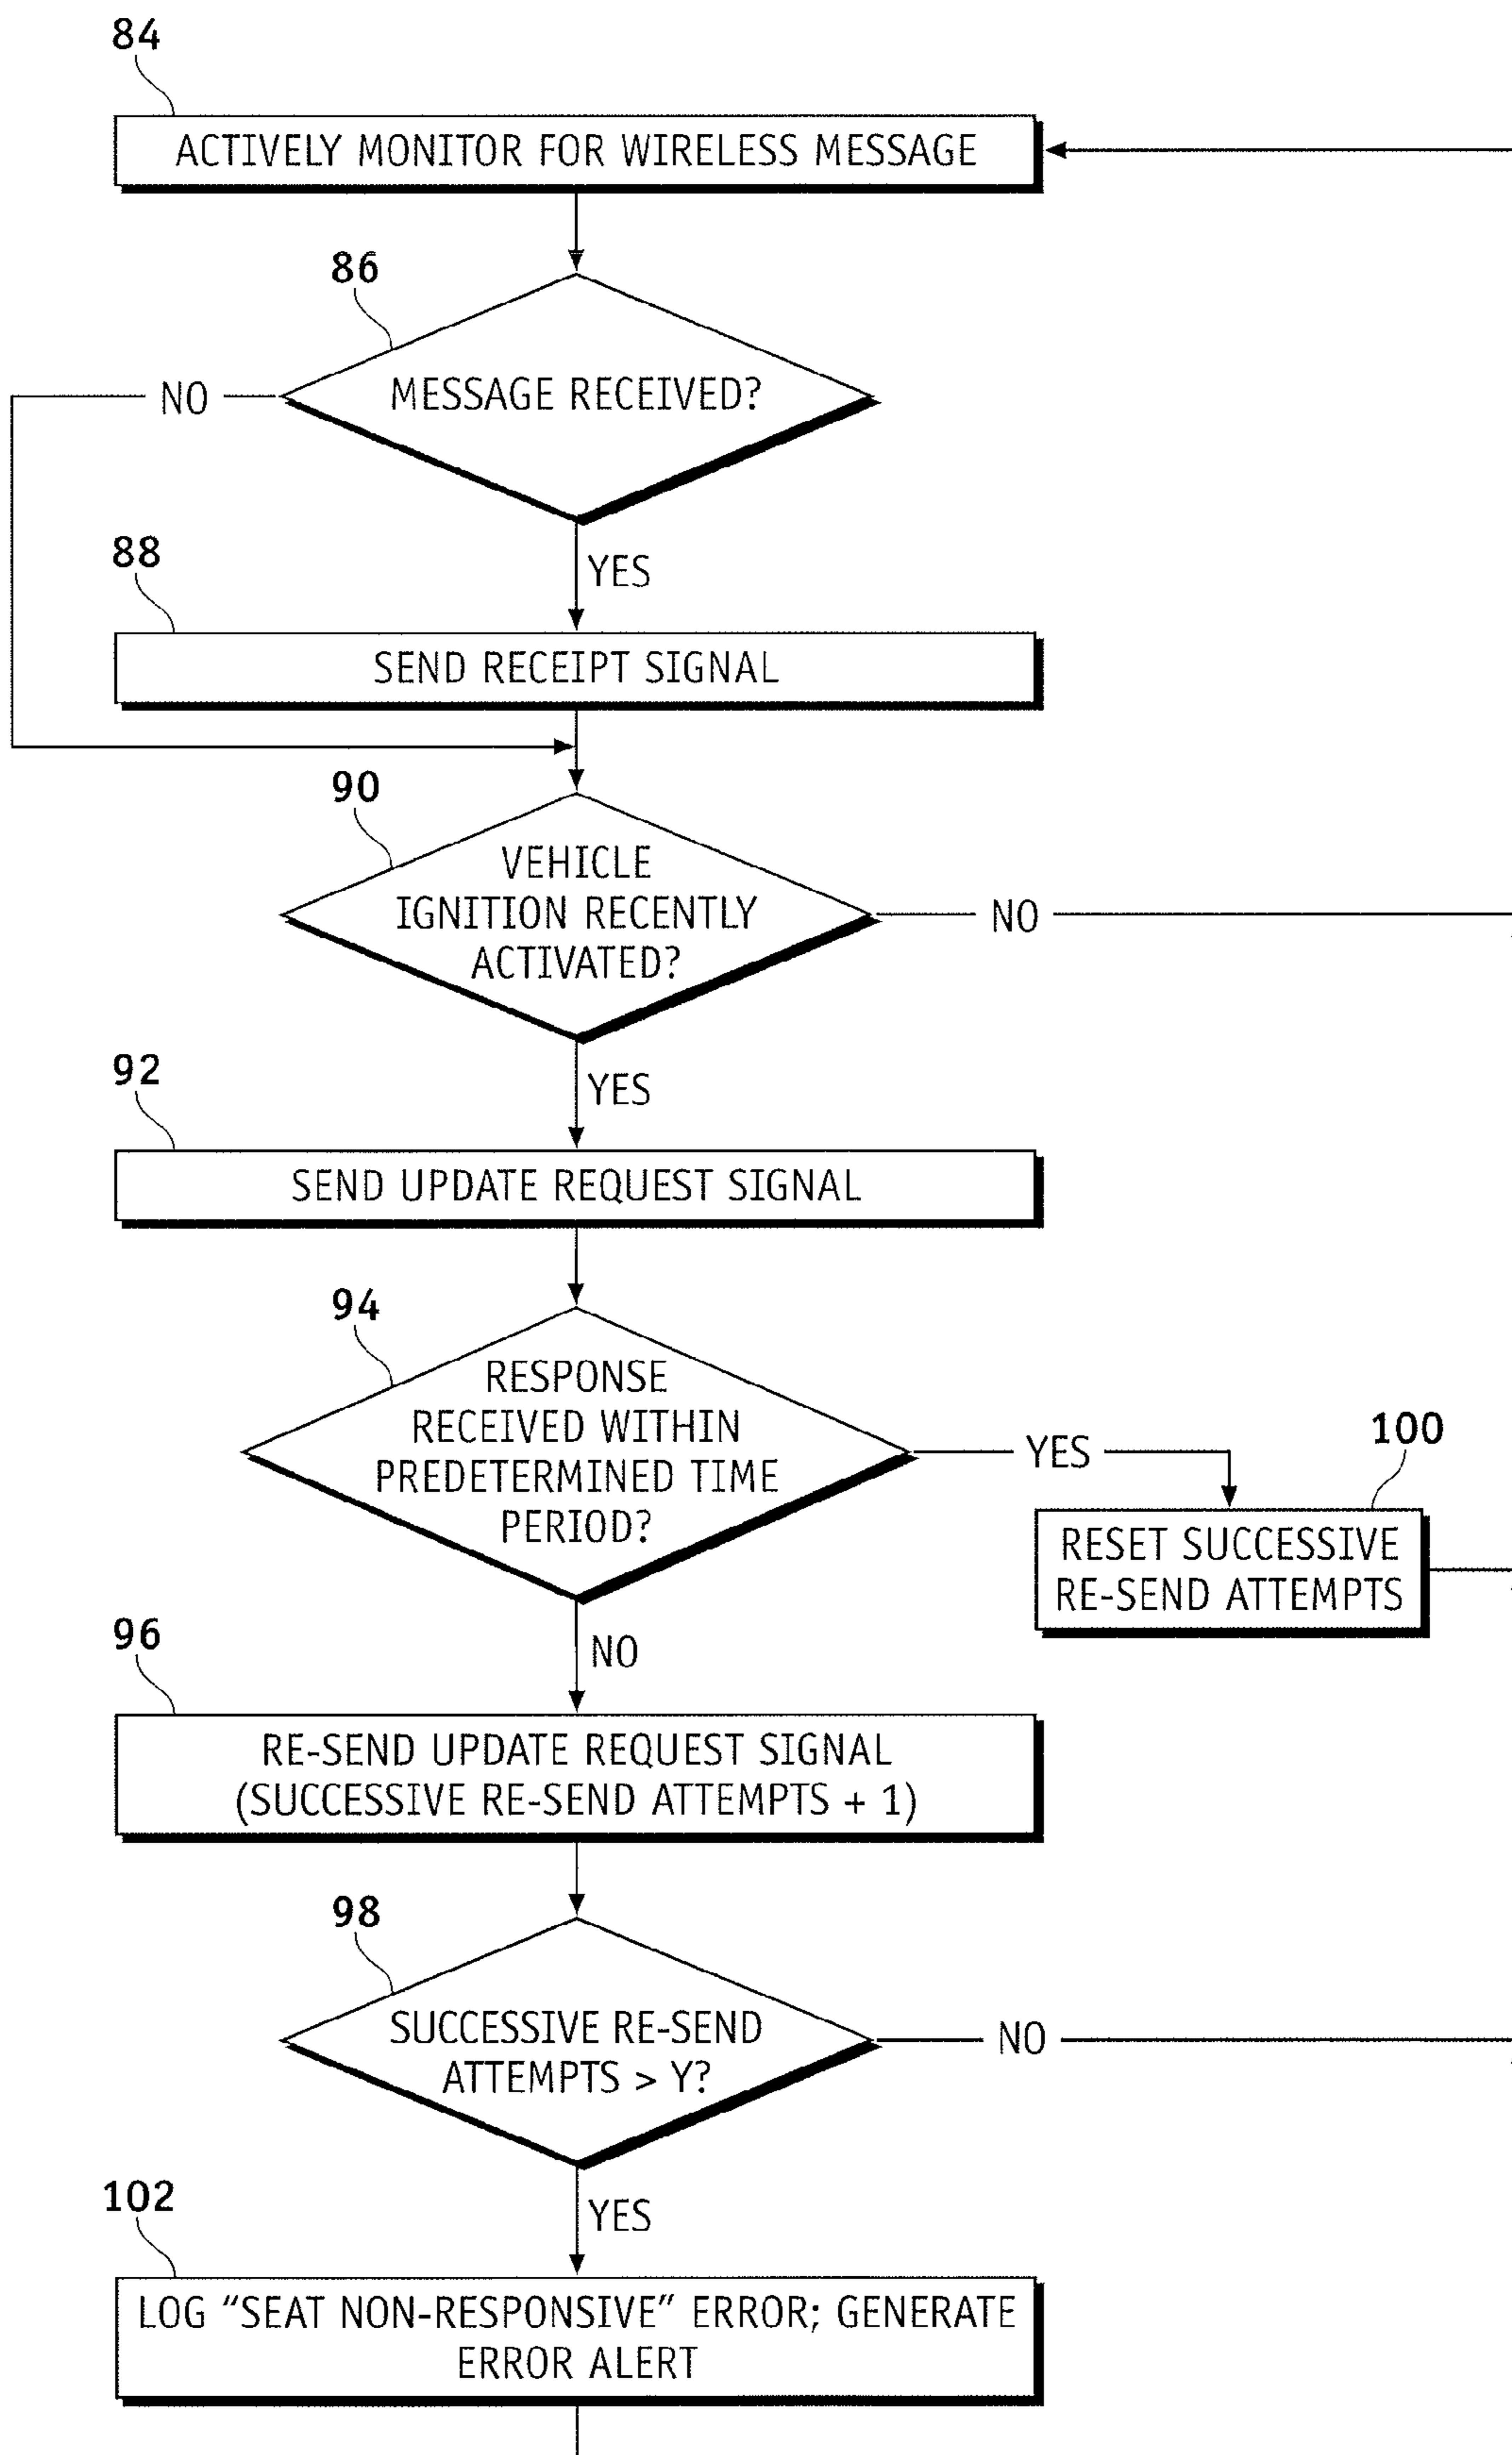 84
ACTIVELY MONITOR FOR WIRELESS MESSAGE
86
MESSAGE RECEIVED?
NO
YES
88
SEND RECEIPT SIGNAL
90
VEHICLE
IGNITION RECENTLY
ACTIVATED?
NO
YES
92
SEND UPDATE REQUEST SIGNAL
94
RESPONSE
RECEIVED WITHIN
PREDETERMINED TIME
PERIOD?
YES
100
RESET SUCCESSIVE
RE-SEND ATTEMPTS
NO
96
RE-SEND UPDATE REQUEST SIGNAL
(SUCCESSIVE RE-SEND ATTEMPTS + 1)
98
SUCCESSIVE RE-SEND
ATTEMPTS > Y?
NO
YES
102
LOG “SEAT NON-RESPONSIVE” ERROR; GENERATE
ERROR ALERT